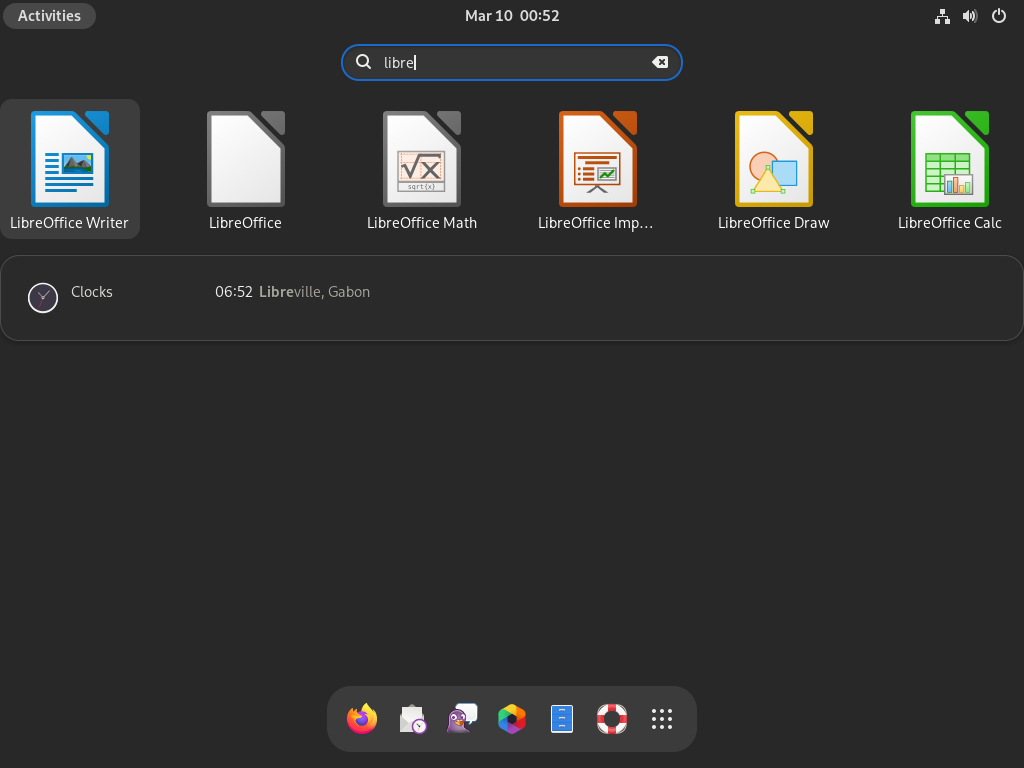 Activities
Mar 10 00:52
libre
LibreOffice Writer
LibreOffice
sqrt{x}
LibreOffice Math
LibreOffice Imp…
LibreOffice Draw
LibreOffice Calc
Clocks
06:52 Libreville, Gabon